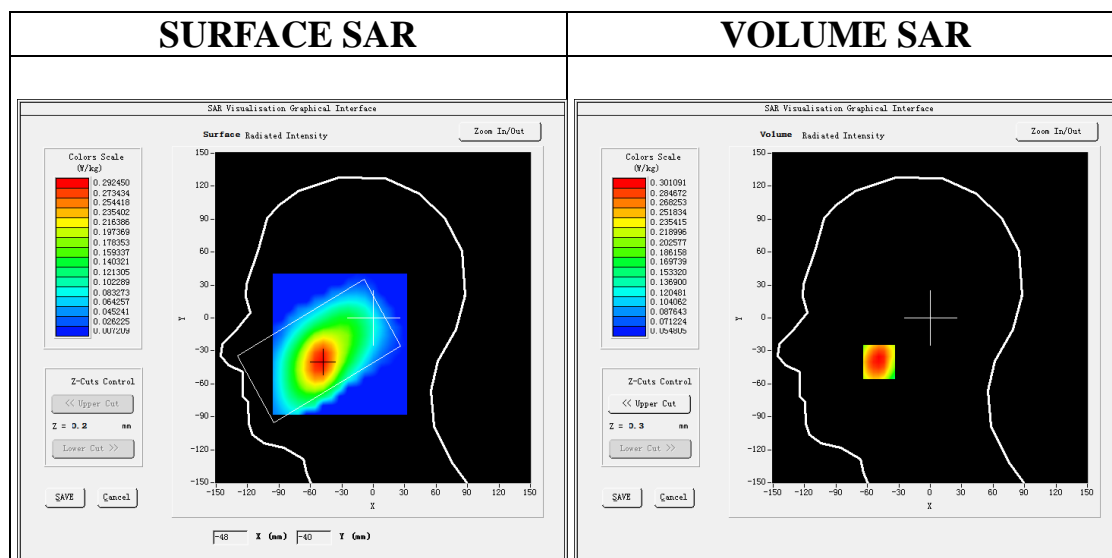 SURFACE SAR
VOLUME SAR
SAR Visualisation Graphical Interface
Surface Radiated Intensity
Zoom In/Out
Colors Scale
(W/kg)
0.292450
0.273434
0.254418
0.235402
0.216386
0.197369
0.178353
0.159337
0.140321
0.121305
0.102289
0.083273
0.064257
0.045241
0.026225
0.007209
Z-Cuts Control
<< Upper Cut
Z = 0.2 mm
Lower Cut >>
SAVE Cancel
150
120
90
60
30
0
-30
-60
-90
-120
-150
Y
-150 -120 -90 -60 -30 0 30 60 90 120 150
X
-48 X (mm) -40 Y (mm)
SAR Visualisation Graphical Interface
Volume Radiated Intensity
Zoom In/Out
Colors Scale
(W/kg)
0.301091
0.284672
0.268253
0.251834
0.235415
0.218996
0.202577
0.186158
0.169739
0.153320
0.136900
0.120481
0.104062
0.087643
0.071224
0.054805
Z-Cuts Control
<< Upper Cut
Z = 0.3 mm
Lower Cut >>
SAVE Cancel
150
120
90
60
30
0
-30
-60
-90
-120
-150
Y
-150 -120 -90 -60 -30 0 30 60 90 120 150
X